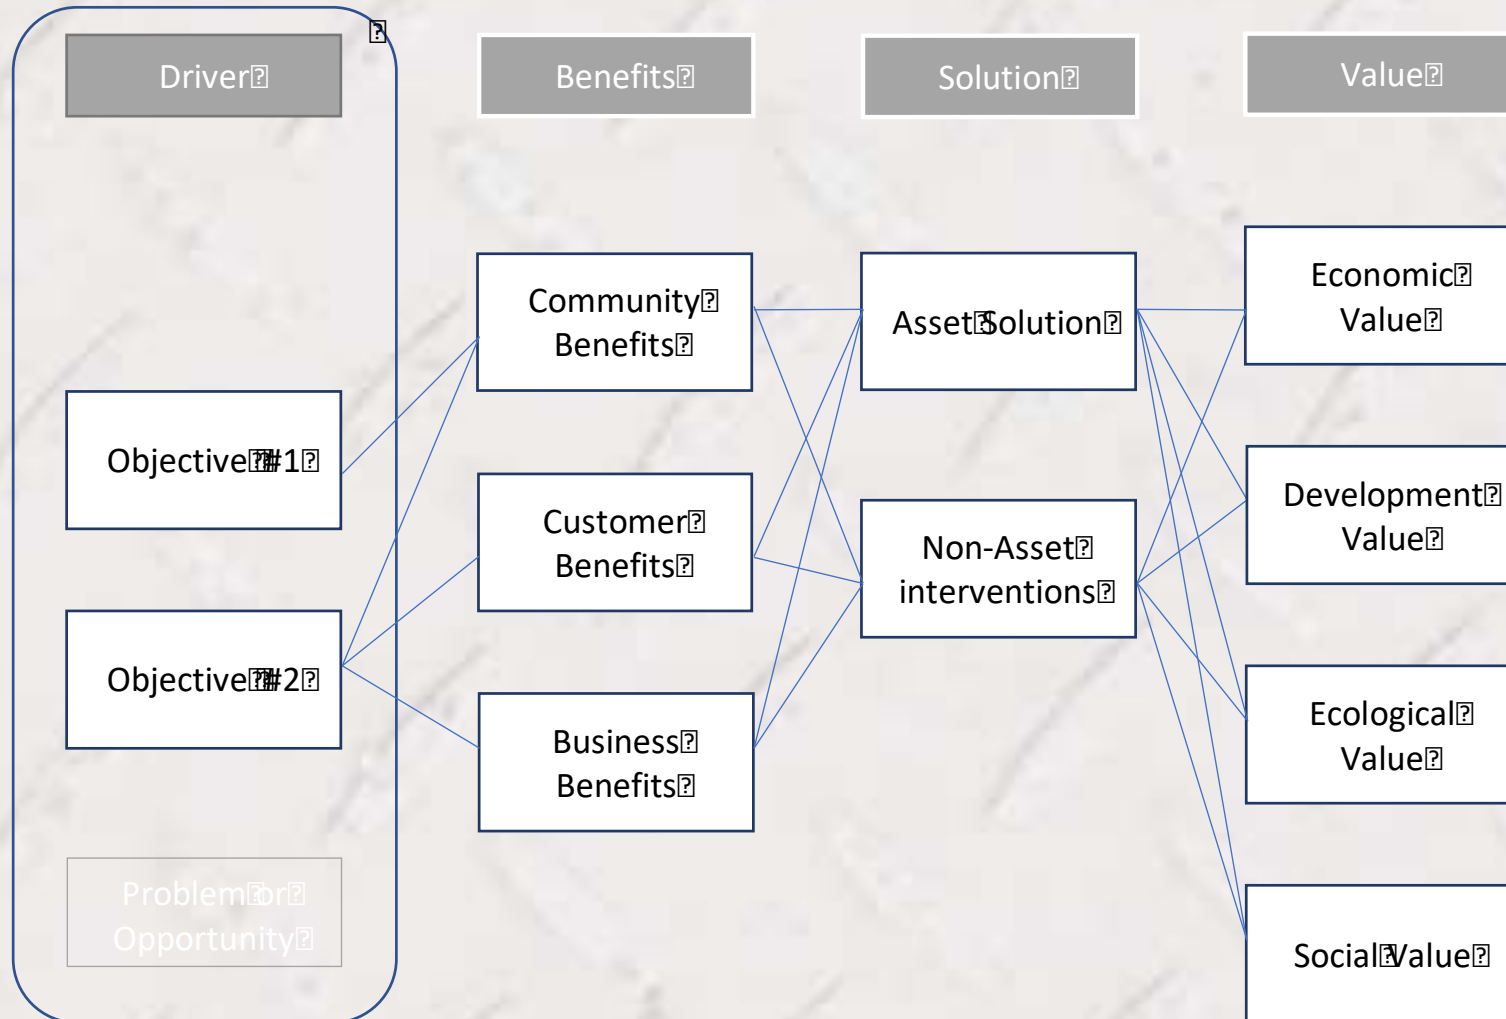 Driver
Benefits
Solution
Value
Objective #1
Objective #2
Problem or
Opportunity
Community
Benefits
Customer
Benefits
Business
Benefits
Asset Solution
Non-Asset
interventions
Economic
Value
Development
Value
Ecological
Value
Social Value